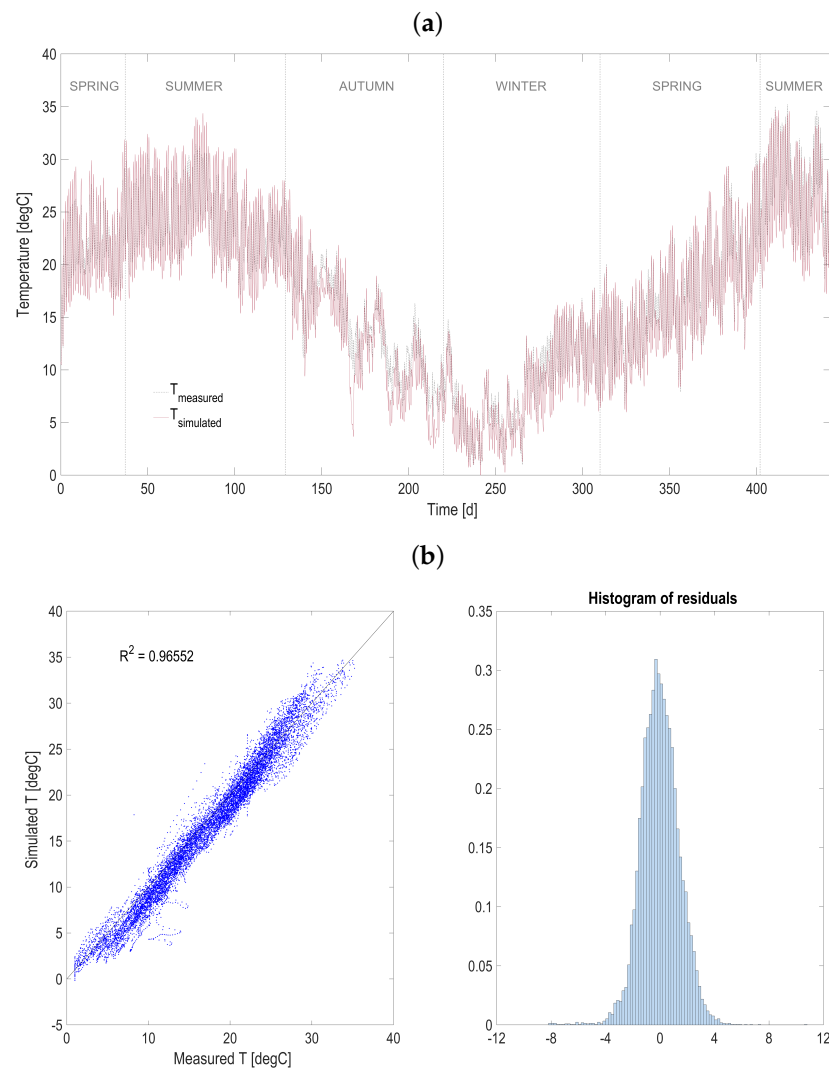 (a)
40
35
30
25
20
15
10
5
0
Temperature [degC]
SPRING SUMMER AUTUMN WINTER SPRING SUMMER
T measured
T simulated
0 50 100 150 200 250 300 350 400
Time [d]
(b)
40
35
30
25
20
15
10
5
0
-5
Simulated T [degC]
R² = 0.96552
0 10 20 30 40
Measured T [degC]
Histogram of residuals
0.35
0.3
0.25
0.2
0.15
0.1
0.05
0
-12 -8 -4 0 4 8 12